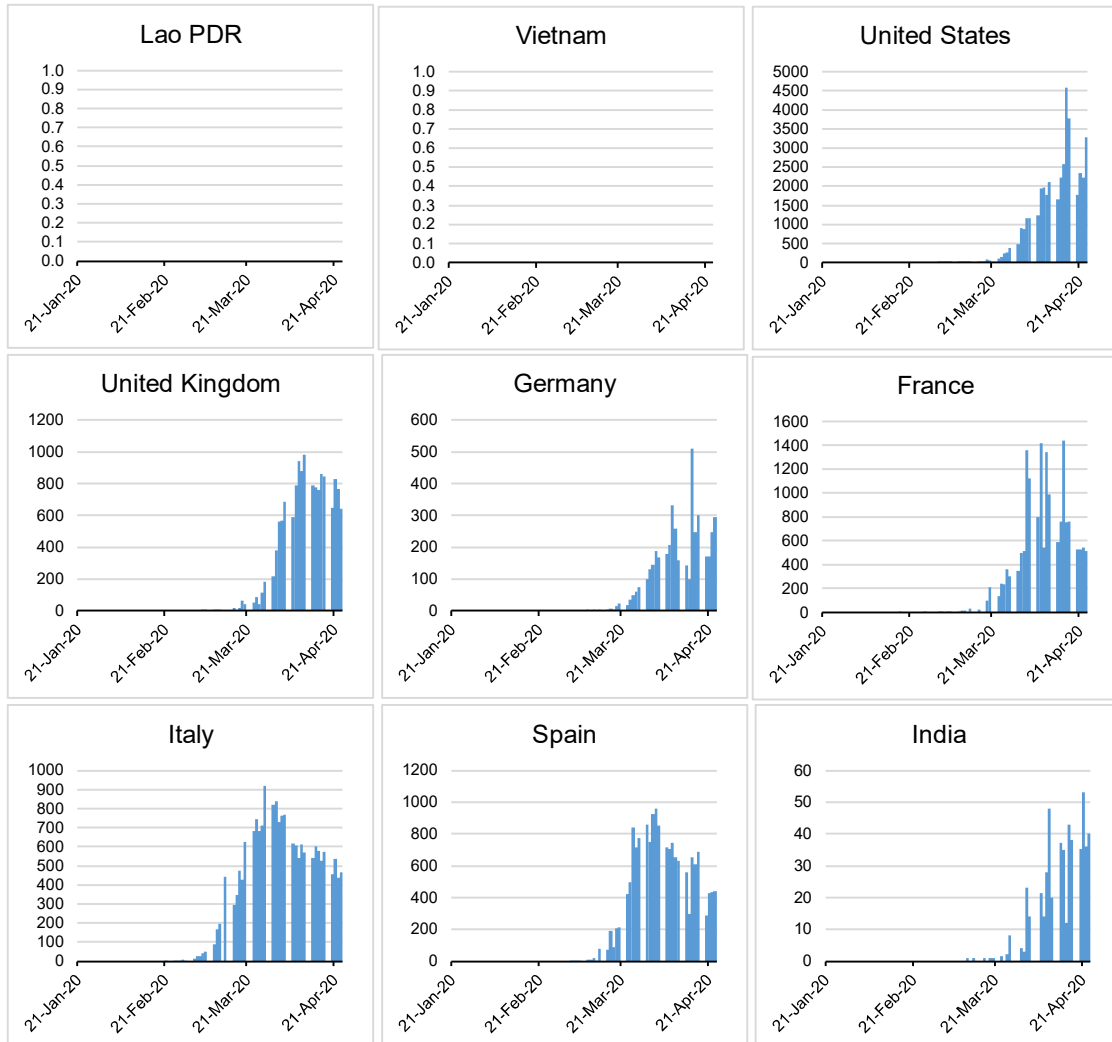 Lao PDR
1.0
0.9
0.8
0.7
0.6
0.5
0.4
0.3
0.2
0.1
0.0
21-Jan-20
21-Feb-20
21-Mar-20
21-Apr-20
Vietnam
1.0
0.9
0.8
0.7
0.6
0.5
0.4
0.3
0.2
0.1
0.0
21-Jan-20
21-Feb-20
21-Mar-20
21-Apr-20
United States
5000
4500
4000
3500
3000
2500
2000
1500
1000
500
0
21-Jan-20
21-Feb-20
21-Mar-20
21-Apr-20
United Kingdom
1200
1000
800
600
400
200
0
21-Jan-20
21-Feb-20
21-Mar-20
21-Apr-20
Germany
600
500
400
300
200
100
0
21-Jan-20
21-Feb-20
21-Mar-20
21-Apr-20
France
1600
1400
1200
1000
800
600
400
200
0
21-Jan-20
21-Feb-20
21-Mar-20
21-Apr-20
Italy
1000
900
800
700
600
500
400
300
200
100
0
21-Jan-20
21-Feb-20
21-Mar-20
21-Apr-20
Spain
1200
1000
800
600
400
200
0
21-Jan-20
21-Feb-20
21-Mar-20
21-Apr-20
India
60
50
40
30
20
10
0
21-Jan-20
21-Feb-20
21-Mar-20
21-Apr-20